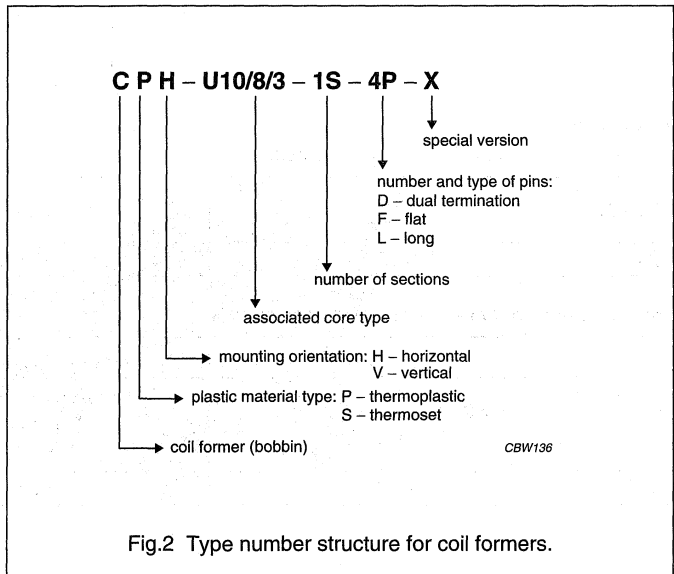 C P H – U10/8/3 – 1S – 4P – X
special version
number and type of pins:
D – dual termination
F – flat
L – long
number of sections
associated core type
mounting orientation: H – horizontal
V – vertical
plastic material type: P – thermoplastic
S – thermoset
coil former (bobbin)
CBW136
Fig.2 Type number structure for coil formers.